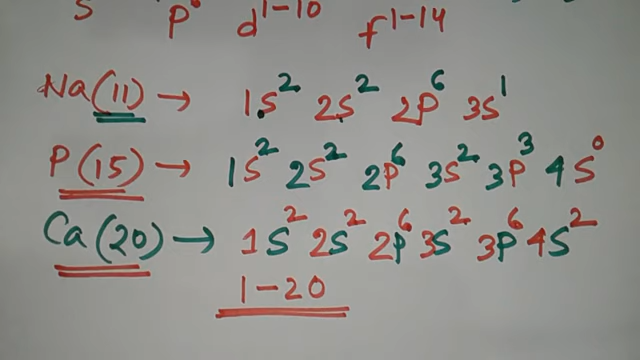 s p⁶ d¹⁻¹⁰ f¹⁻¹⁴
Na(11) → 1s² 2s² 2p⁶ 3s¹
P(15) → 1s² 2s² 2p⁶ 3s² 3p³ 4s⁰
Ca(20) → 1s² 2s² 2p⁶ 3s² 3p⁶ 4s²
1-20